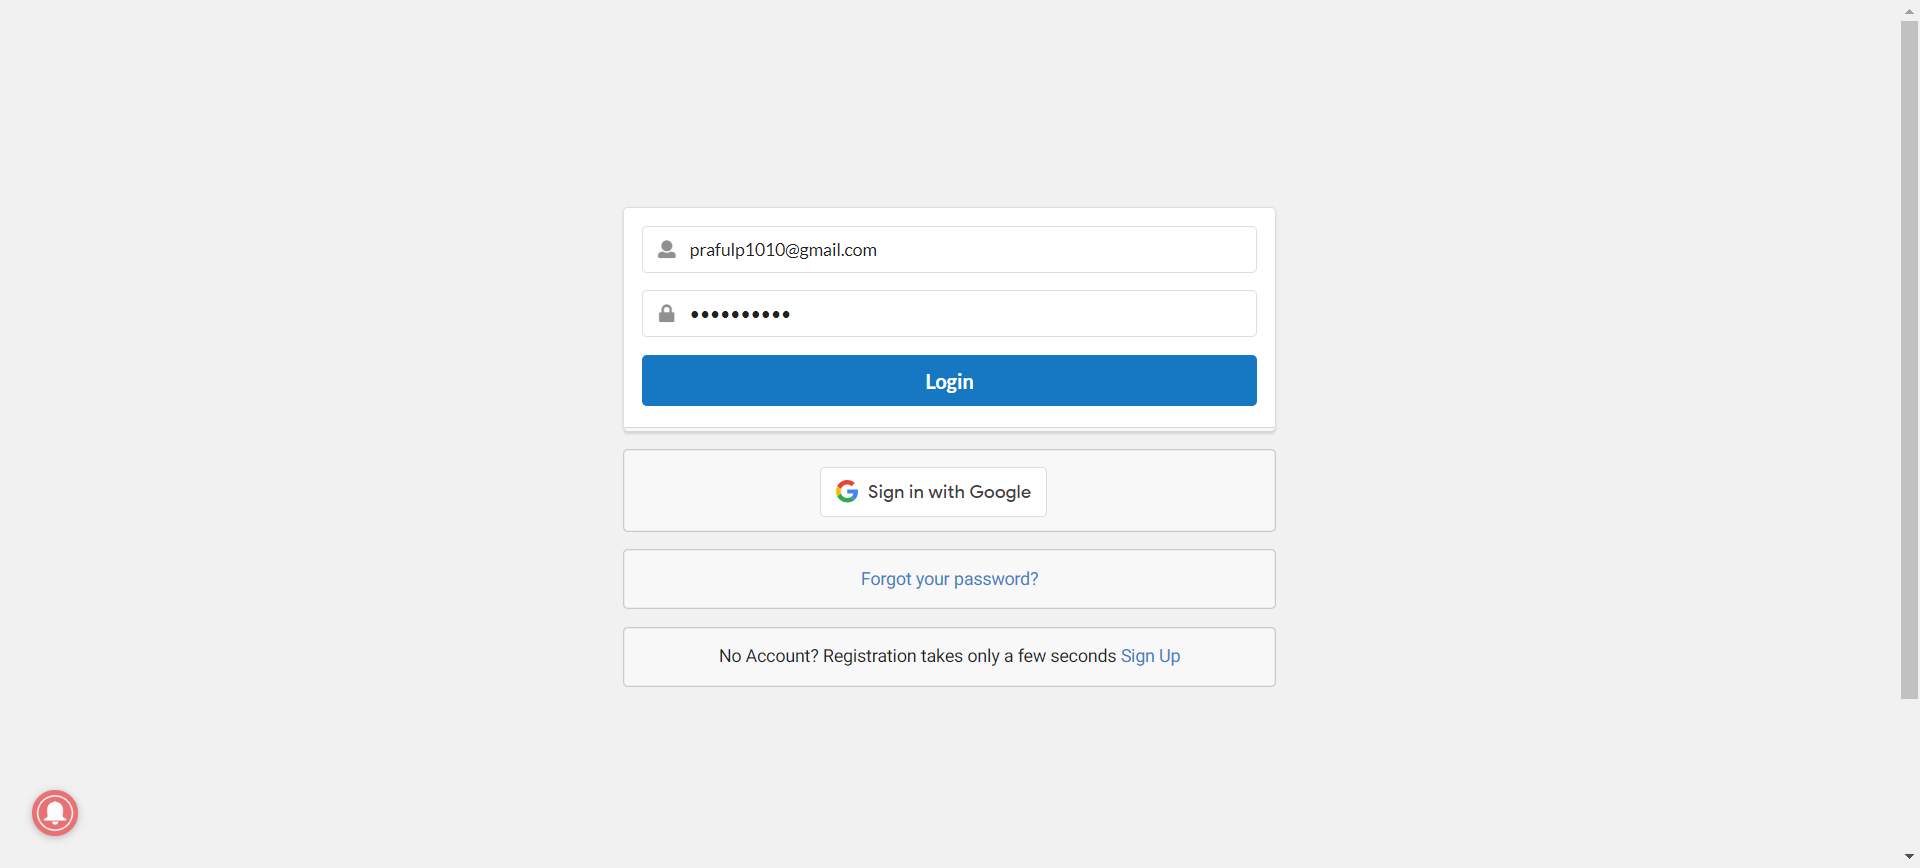 prafulp1010@gmail.com
••••••••••
Login
Sign in with Google
Forgot your password?
No Account? Registration takes only a few seconds Sign Up